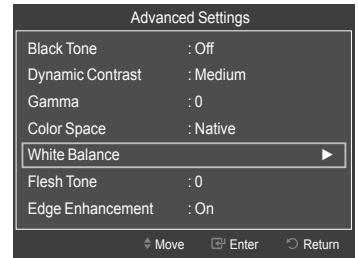 Advanced Settings
Black Tone : Off
Dynamic Contrast : Medium
Gamma : 0
Color Space : Native
White Balance ►
Flesh Tone : 0
Edge Enhancement : On
Move Enter Return